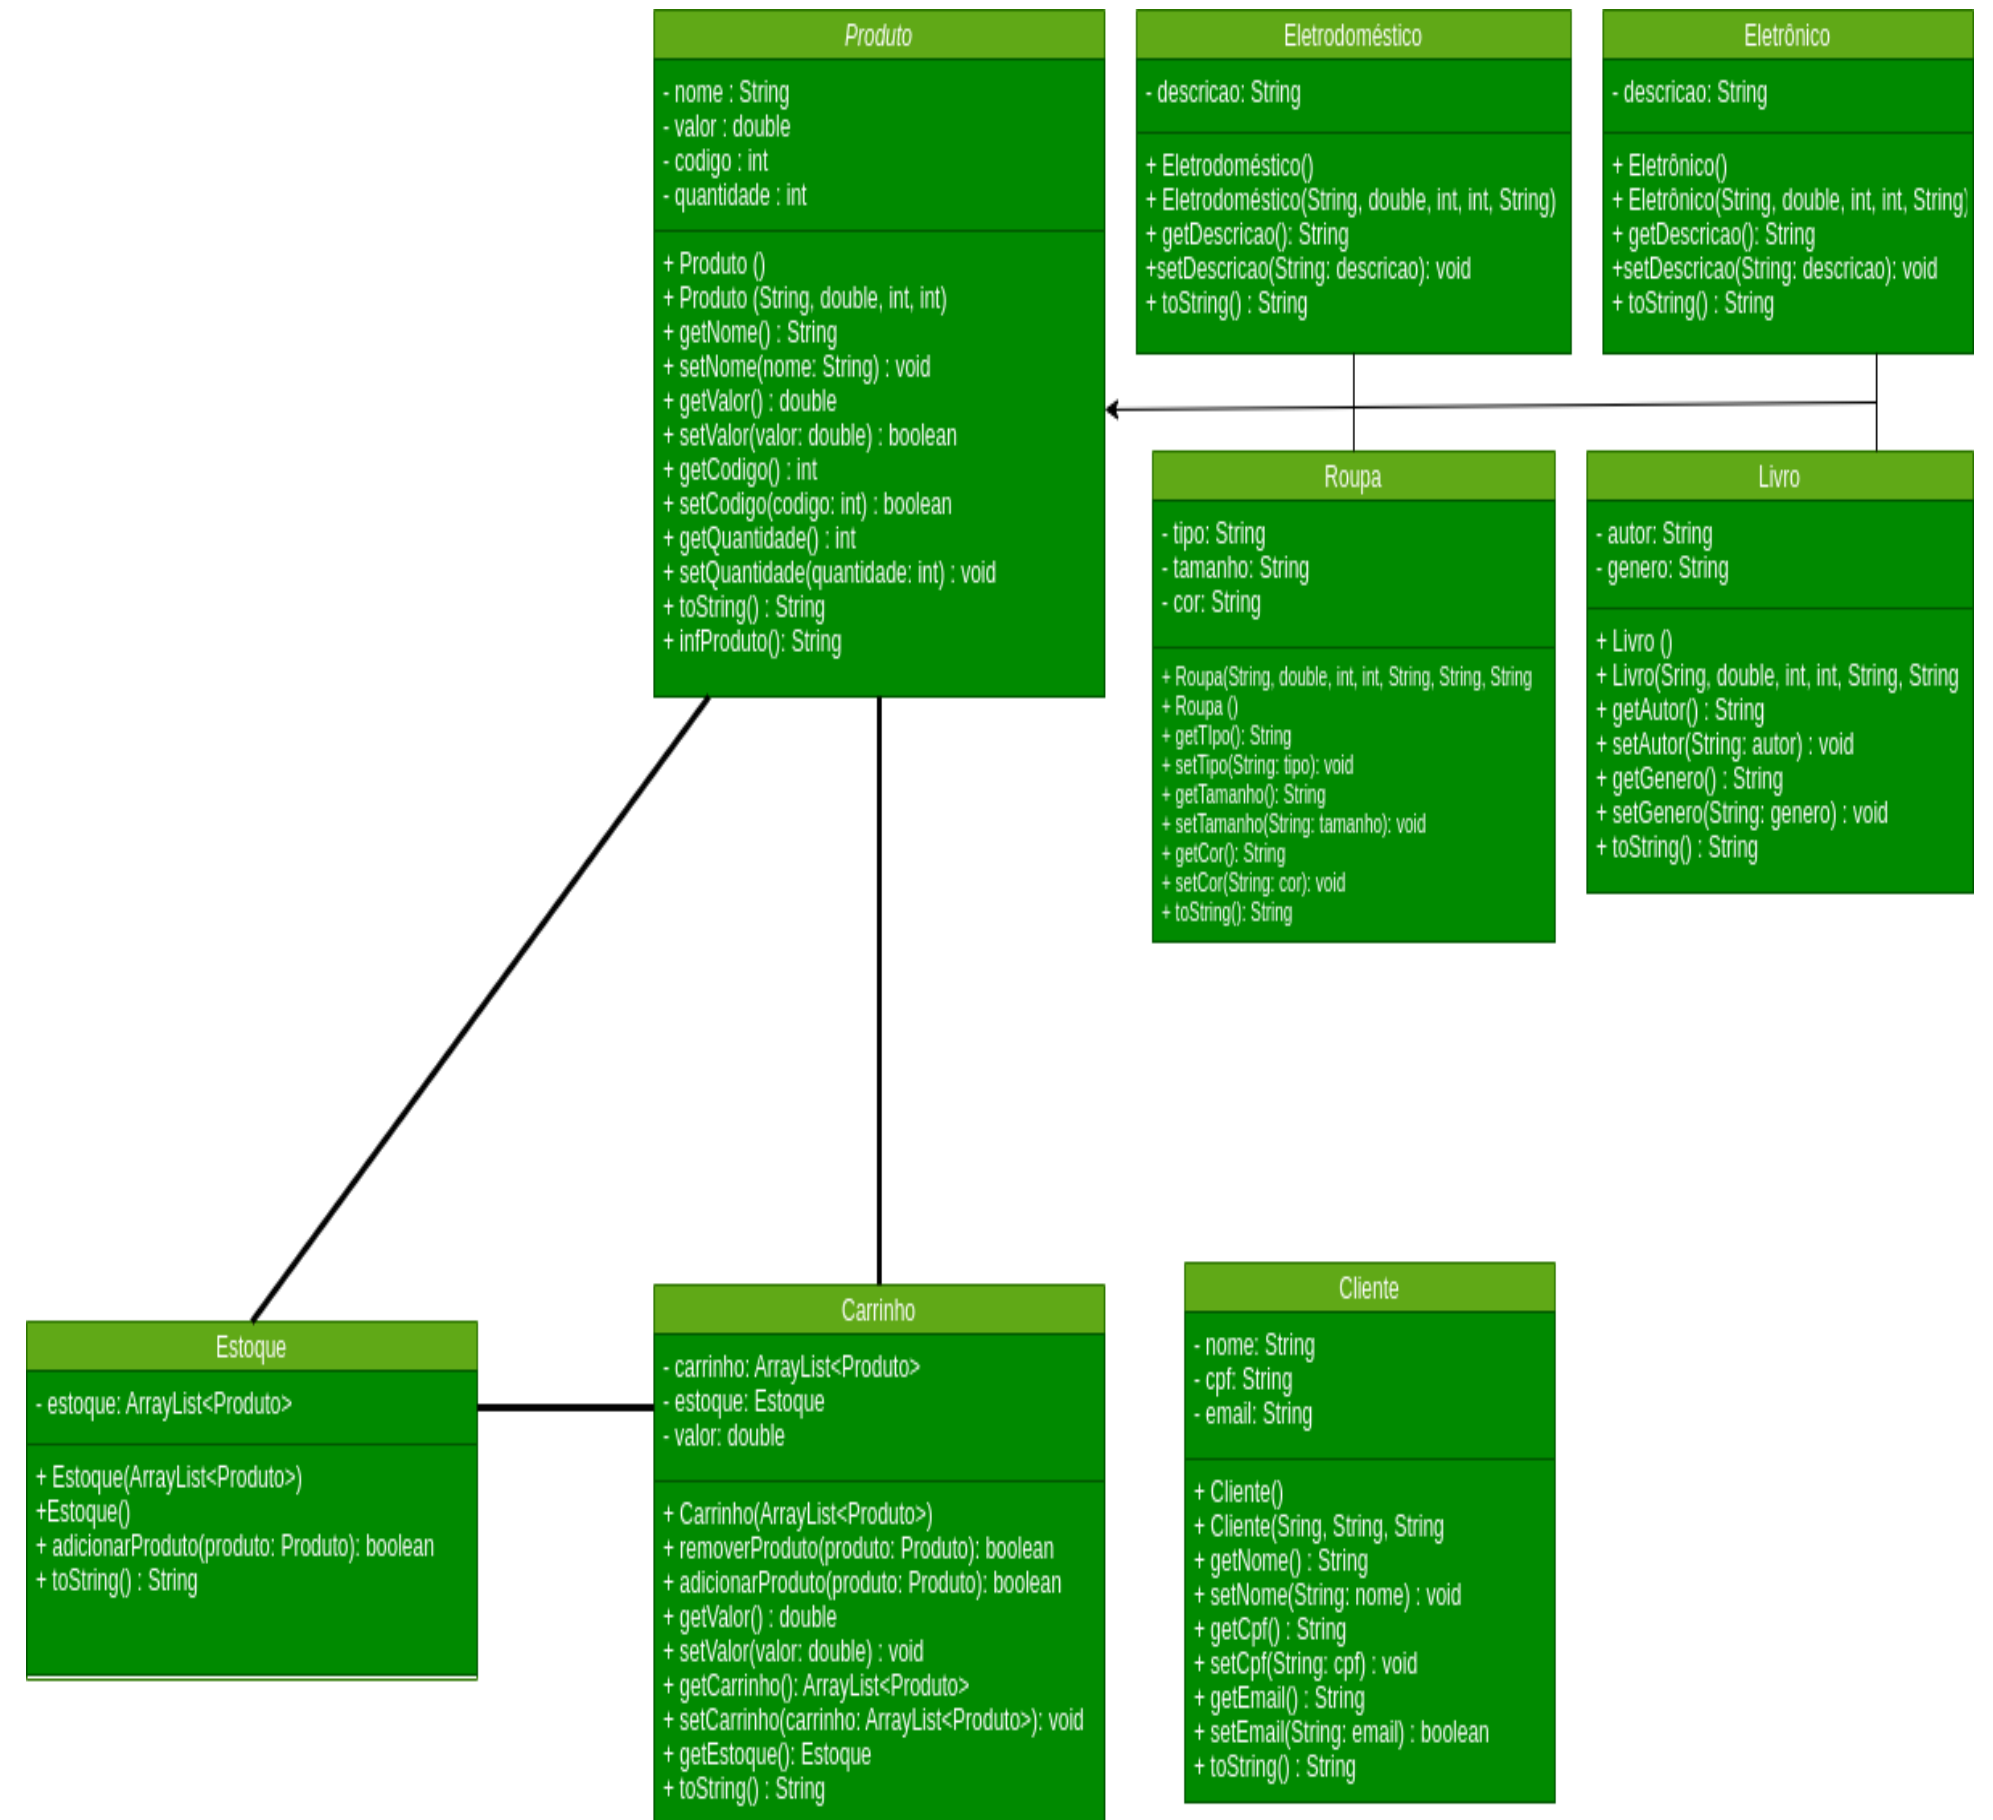 Produto
- nome : String
- valor : double
- codigo : int
- quantidade : int
+ Produto ()
+ Produto (String, double, int, int)
+ getNome() : String
+ setNome(nome: String) : void
+ getValor() : double
+ setValor(valor: double) : boolean
+ getCodigo() : int
+ setCodigo(codigo: int) : boolean
+ getQuantidade() : int
+ setQuantidade(quantidade: int) : void
+ toString() : String
+ infProduto(): String
Eletrodoméstico
- descricao: String
+ Eletrodoméstico()
+ Eletrodoméstico(String, double, int, int, String)
+ getDescricao(): String
+setDescricao(String: descricao): void
+ toString() : String
Eletrônico
- descricao: String
+ Eletrônico()
+ Eletrônico(String, double, int, int, String)
+ getDescricao(): String
+setDescricao(String: descricao): void
+ toString() : String
Roupa
- tipo: String
- tamanho: String
- cor: String
+ Roupa(String, double, int, int, String, String, String
+ Roupa ()
+ getTIpo(): String
+ setTipo(String: tipo): void
+ getTamanho(): String
+ setTamanho(String: tamanho): void
+ getCor(): String
+ setCor(String: cor): void
+ toString(): String
Livro
- autor: String
- genero: String
+ Livro ()
+ Livro(Sring, double, int, int, String, String
+ getAutor() : String
+ setAutor(String: autor) : void
+ getGenero() : String
+ setGenero(String: genero) : void
+ toString() : String
Estoque
- estoque: ArrayList<Produto>
+ Estoque(ArrayList<Produto>)
+Estoque()
+ adicionarProduto(produto: Produto): boolean
+ toString() : String
Carrinho
- carrinho: ArrayList<Produto>
- estoque: Estoque
- valor: double
+ Carrinho(ArrayList<Produto>)
+ removerProduto(produto: Produto): boolean
+ adicionarProduto(produto: Produto): boolean
+ getValor() : double
+ setValor(valor: double) : void
+ getCarrinho(): ArrayList<Produto>
+ setCarrinho(carrinho: ArrayList<Produto>): void
+ getEstoque(): Estoque
+ toString() : String
Cliente
- nome: String
- cpf: String
- email: String
+ Cliente()
+ Cliente(Sring, String, String
+ getNome() : String
+ setNome(String: nome) : void
+ getCpf() : String
+ setCpf(String: cpf) : void
+ getEmail() : String
+ setEmail(String: email) : boolean
+ toString() : String